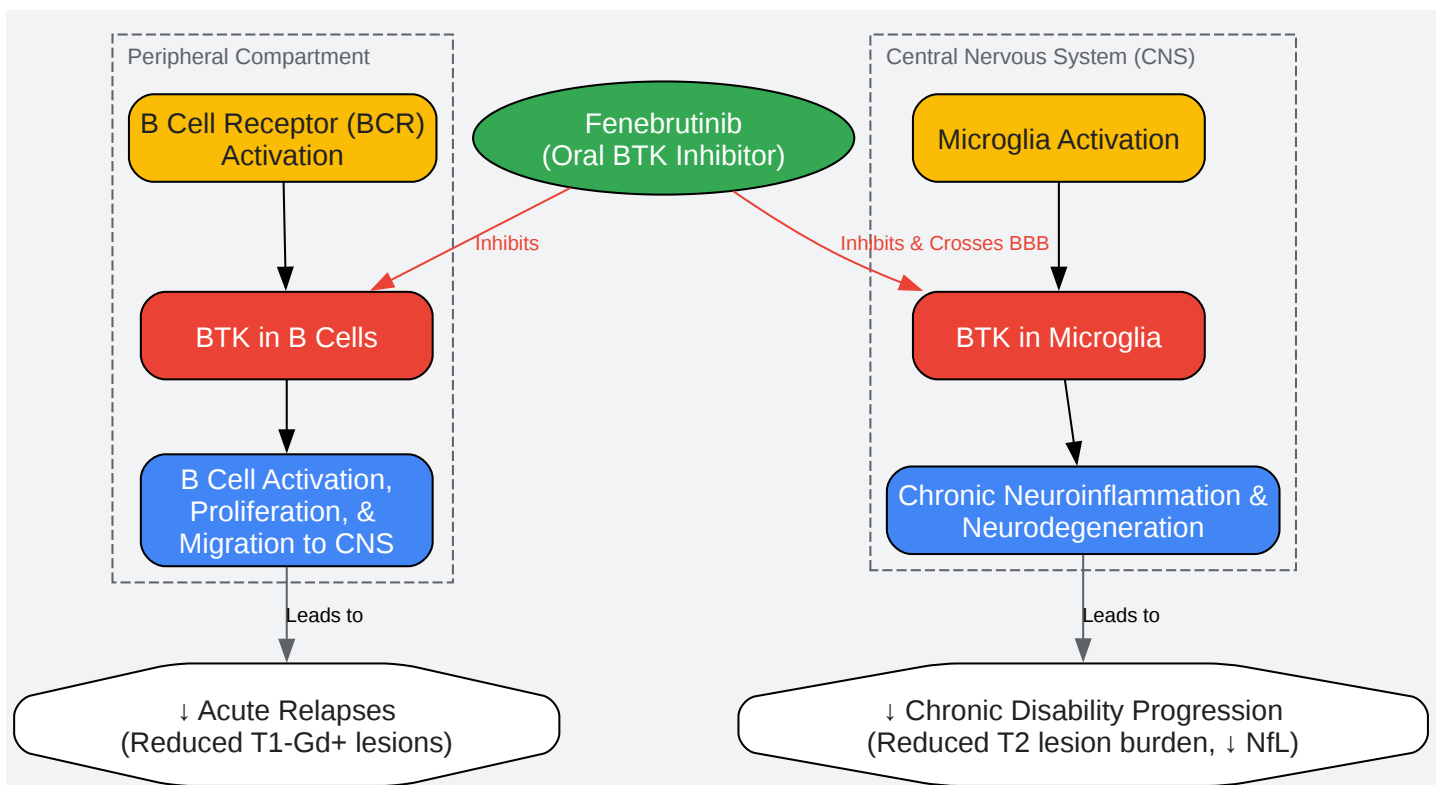 Peripheral Compartment
B Cell Receptor (BCR)
Activation
Fenebrutinib
(Oral BTK Inhibitor)
Central Nervous System (CNS)
Microglia Activation
Inhibits
Inhibits & Crosses BBB
BTK in B Cells
BTK in Microglia
B Cell Activation,
Proliferation, &
Migration to CNS
Chronic Neuroinflammation &
Neurodegeneration
Leads to
Leads to
↓ Acute Relapses
(Reduced T1-Gd+ lesions)
↓ Chronic Disability Progression
(Reduced T2 lesion burden, ↓ NfL)